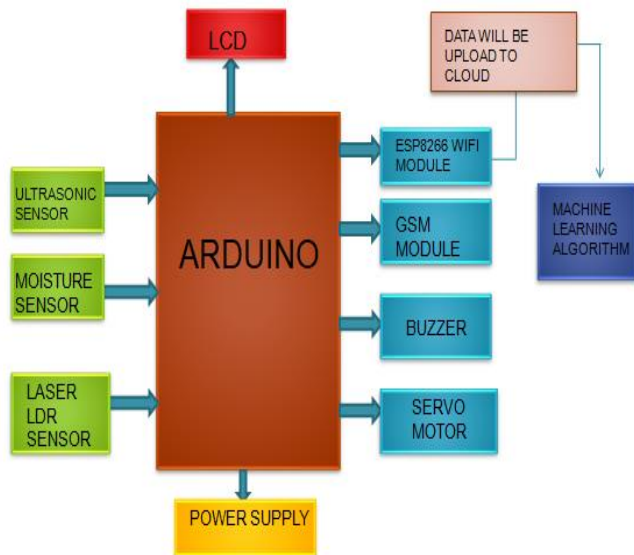 LCD
DATA WILL BE
UPLOAD TO
CLOUD
ULTRASONIC
SENSOR
MOISTURE
SENSOR
LASER
LDR
SENSOR
ARDUINO
ESP8266 WIFI
MODULE
GSM
MODULE
BUZZER
SERVO
MOTOR
MACHINE
LEARNING
ALGORITHM
POWER SUPPLY